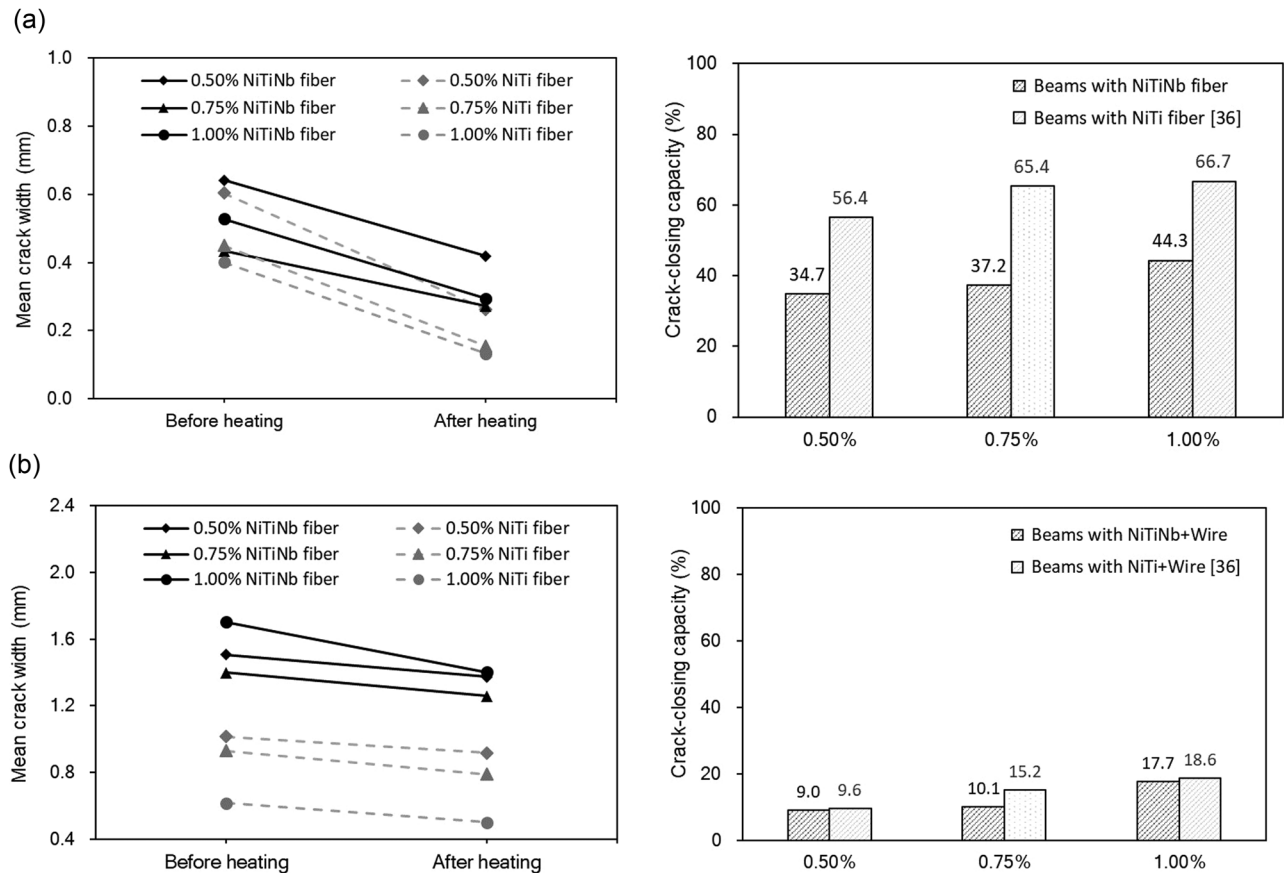 (a)
1.0
0.8
0.6
0.4
0.2
0.0
Mean crack width (mm)
0.50% NiTiNb fiber
0.75% NiTiNb fiber
1.00% NiTiNb fiber
0.50% NiTi fiber
0.75% NiTi fiber
1.00% NiTi fiber
Before heating
After heating
100
80
60
40
20
0
Crack-closing capacity (%)
Beams with NiTiNb fiber
Beams with NiTi fiber [36]
34.7
56.4
37.2
65.4
44.3
66.7
0.50%
0.75%
1.00%
(b)
2.4
2.0
1.6
1.2
0.8
0.4
Mean crack width (mm)
0.50% NiTiNb fiber
0.75% NiTiNb fiber
1.00% NiTiNb fiber
0.50% NiTi fiber
0.75% NiTi fiber
1.00% NiTi fiber
Before heating
After heating
100
80
60
40
20
0
Crack-closing capacity (%)
Beams with NiTiNb+Wire
Beams with NiTi+Wire [36]
9.0
9.6
10.1
15.2
17.7
18.6
0.50%
0.75%
1.00%